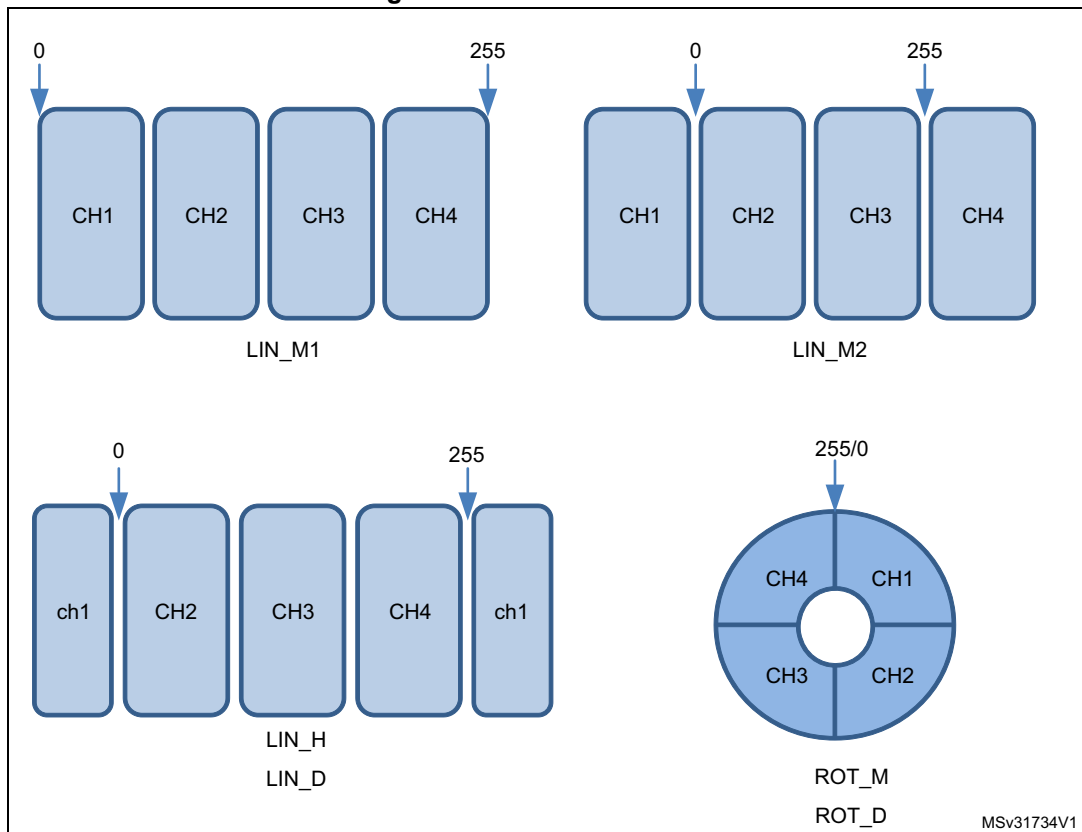 g
0 255
CH1 CH2 CH3 CH4
LIN_M1
0 255
CH1 CH2 CH3 CH4
LIN_M2
0 255
ch1 CH2 CH3 CH4 ch1
LIN_H
LIN_D
255/0
CH4 CH1
CH3 CH2
ROT_M
ROT_D
MSv31734V1